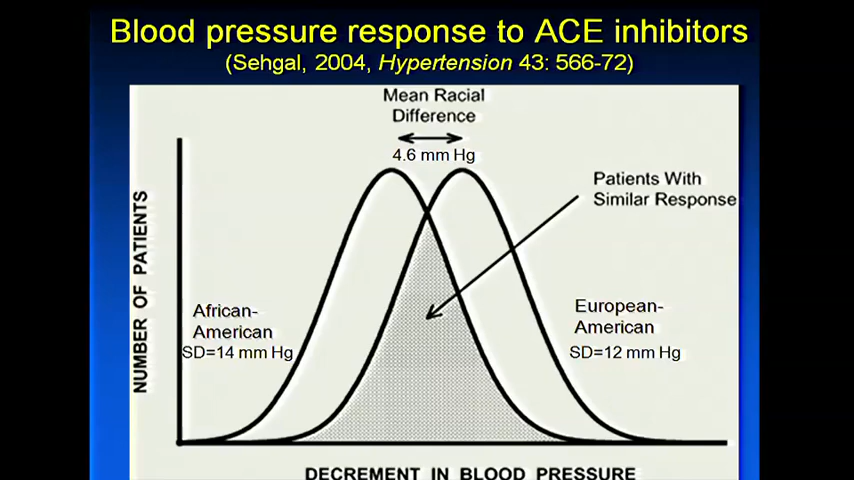 Blood pressure response to ACE inhibitors
(Sehgal, 2004, Hypertension 43: 566-72)
Mean Racial
Difference
4.6 mm Hg
Patients With
Similar Response
NUMBER OF PATIENTS
African-
American
SD=14 mm Hg
European-
American
SD=12 mm Hg
DECREMENT IN BLOOD PRESSURE